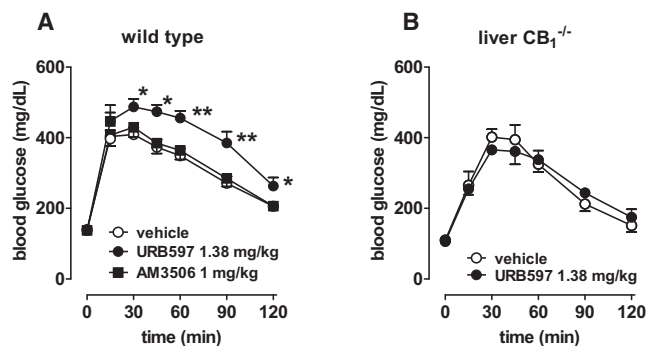 A
wild type
blood glucose (mg/dL)
600
400
200
0
* * ** ** *
vehicle
URB597 1.38 mg/kg
AM3506 1 mg/kg
0 30 60 90 120
time (min)
B
liver CB₁⁻/⁻
blood glucose (mg/dL)
600
400
200
0
vehicle
URB597 1.38 mg/kg
0 30 60 90 120
time (min)